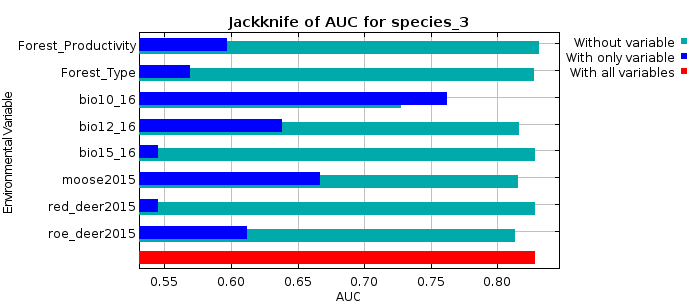 Jackknife of AUC for species_3
Forest_Productivity
Forest_Type
bio10_16
bio12_16
bio15_16
moose2015
red_deer2015
roe_deer2015
Environmental Variable
0.55 0.60 0.65 0.70 0.75 0.80
AUC
Without variable
With only variable
With all variables